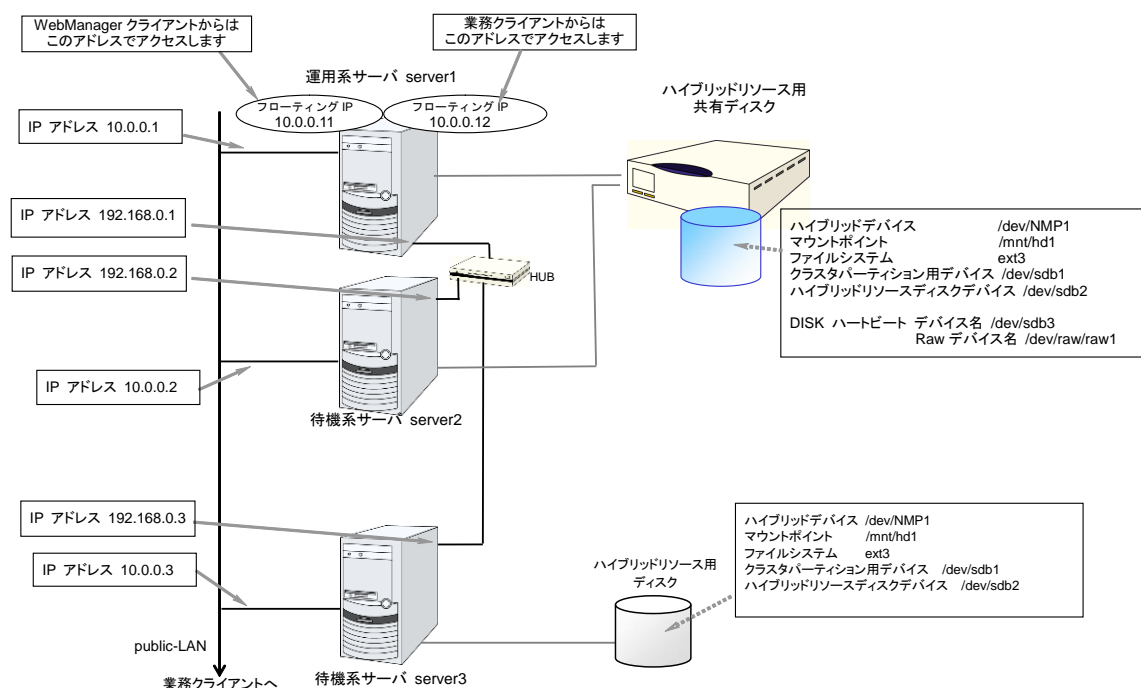 WebManager クライアントからは
このアドレスでアクセスします
業務クライアントからは
このアドレスでアクセスします
運用系サーバ server1
フローティング IP
10.0.0.11
フローティング IP
10.0.0.12
ハイブリッドリソース用
共有ディスク
IP アドレス 10.0.0.1
IP アドレス 192.168.0.1
IP アドレス 192.168.0.2
HUB
ハイブリッドデバイス /dev/NMP1
マウントポイント /mnt/hd1
ファイルシステム ext3
クラスタパーティション用デバイス /dev/sdb1
ハイブリッドリソースディスクデバイス /dev/sdb2
DISK ハートビート デバイス名 /dev/sdb3
Raw デバイス名 /dev/raw/raw1
IP アドレス 10.0.0.2
待機系サーバ server2
IP アドレス 192.168.0.3
IP アドレス 10.0.0.3
ハイブリッドリソース用
ディスク
ハイブリッドデバイス /dev/NMP1
マウントポイント /mnt/hd1
ファイルシステム ext3
クラスタパーティション用デバイス /dev/sdb1
ハイブリッドリソースディスクデバイス /dev/sdb2
public-LAN
業務クライアントへ
待機系サーバ server3